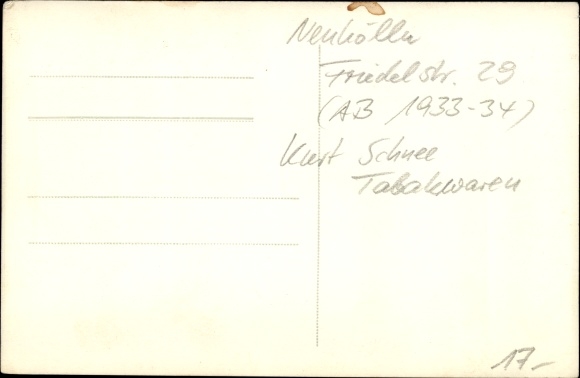 Neukölln
Friedelstr. 29
(AB 1933-34)
Kurt Schnee
Tabakwaren
17.-